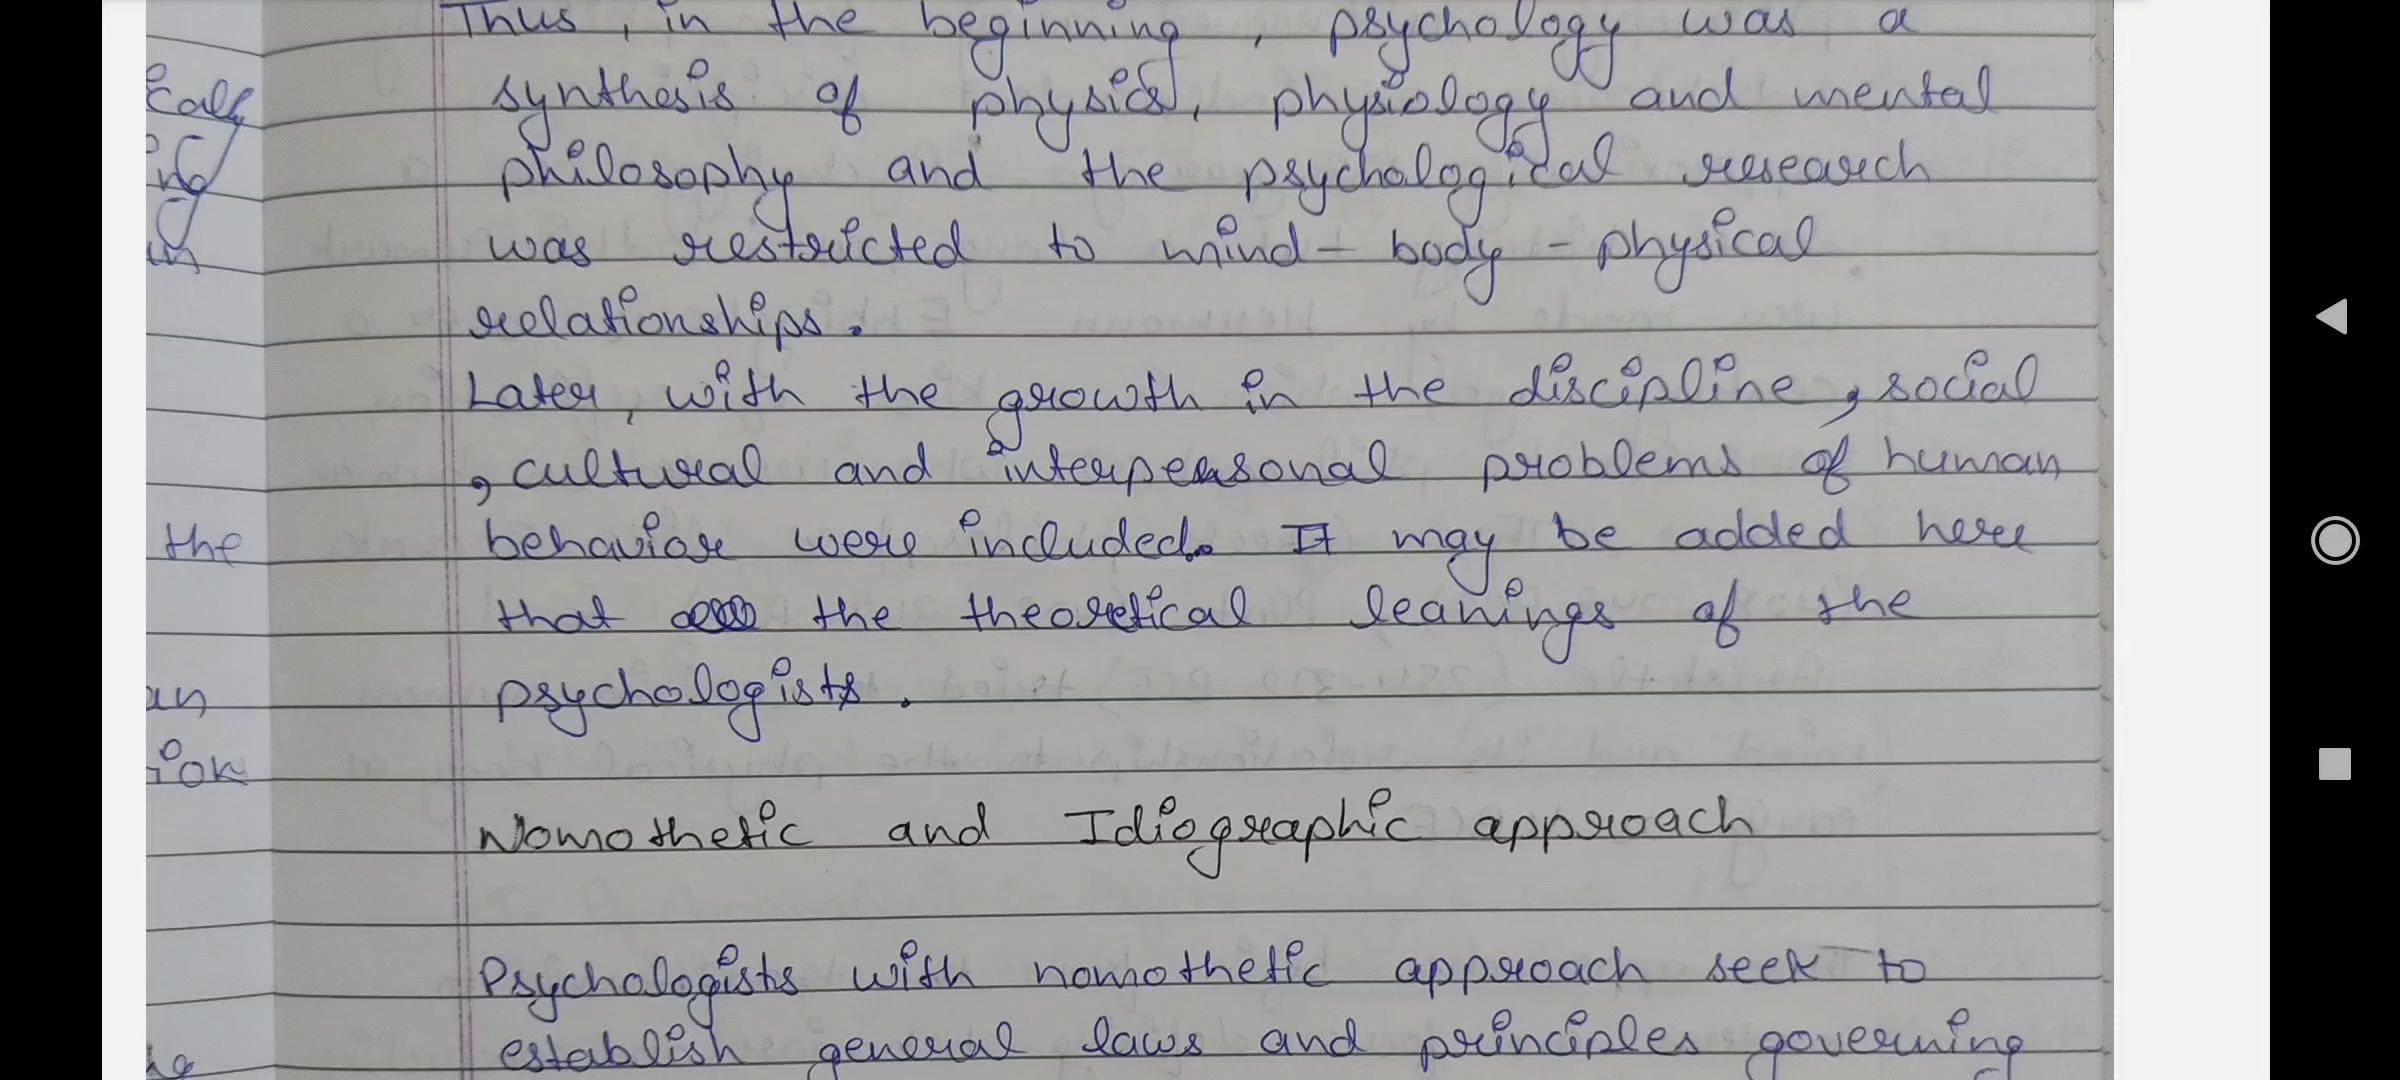 Thus, in the beginning, psychology was a
cally
synthesis of physics, physiology and mental
philosophy and the psychological research
was restricted to mind - body - physical
relationships.
Later, with the growth in the discipline, social
, cultural and interpersonal problems of human
the
behavior were included. It may be added here
that the theoretical leanings of the
psychologists.
Nomothetic and Idiographic approach
Psychologists with nomothetic approach seek to
establish general laws and principles governing